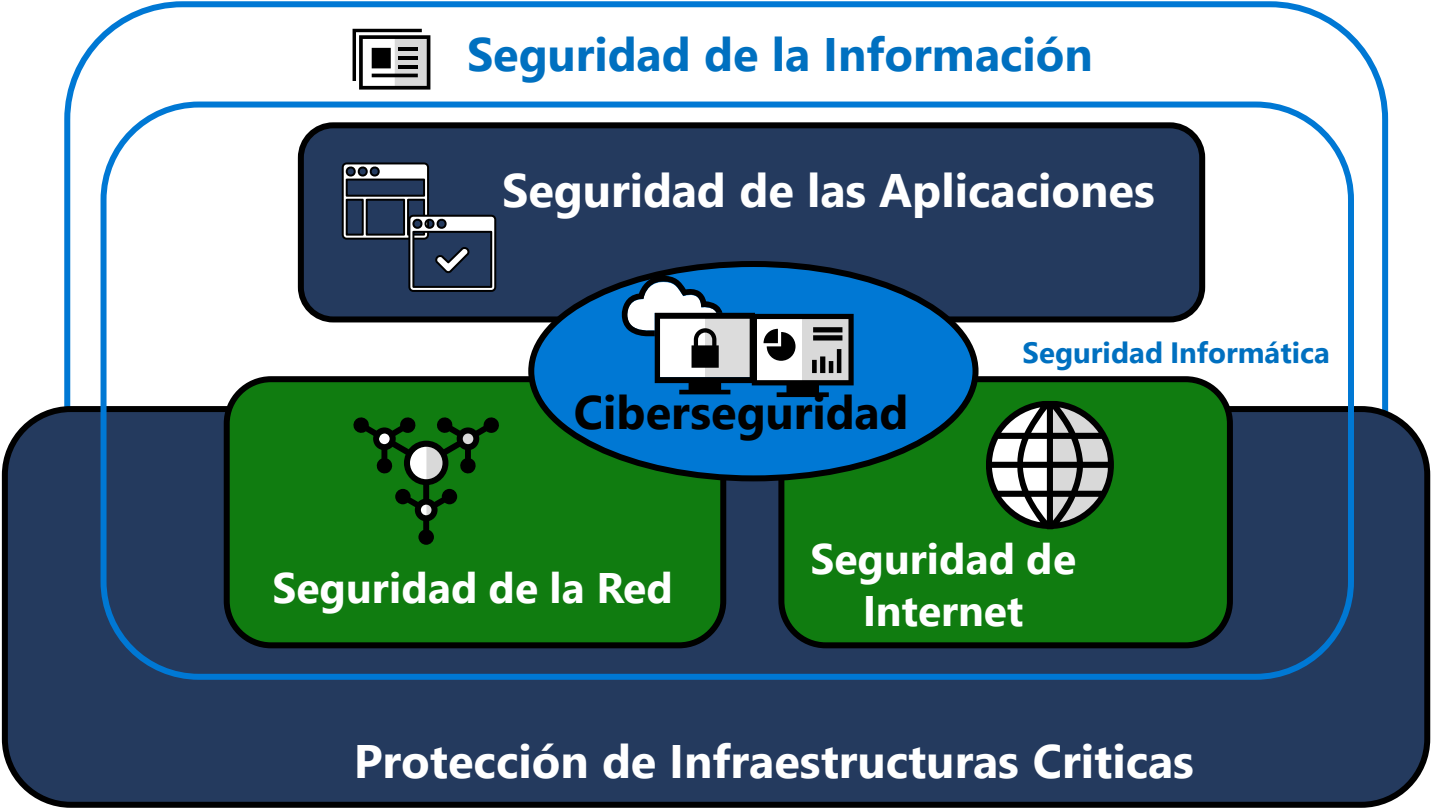 Seguridad de la Información
Seguridad de las Aplicaciones
Seguridad Informática
Ciberseguridad
Seguridad de la Red
Seguridad de
Internet
Protección de Infraestructuras Criticas